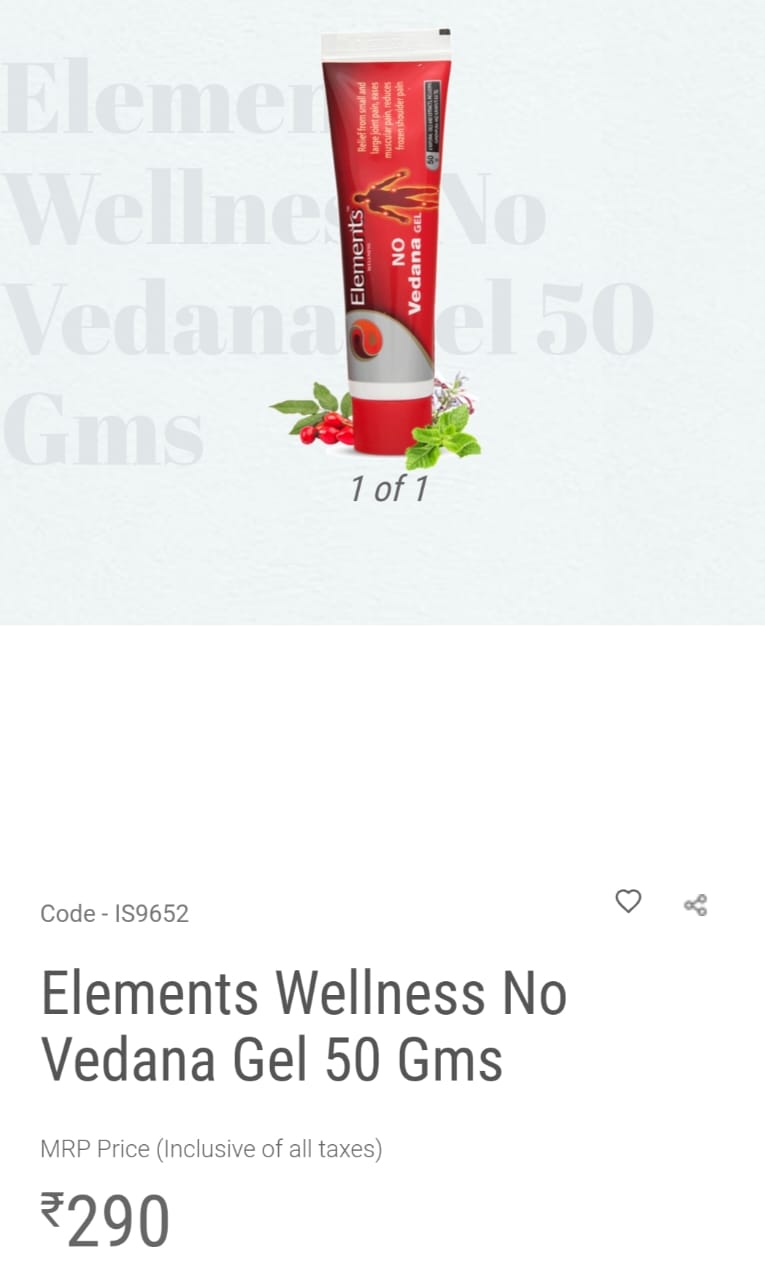 Elements
Wellness No
Vedana Gel 50
Gms
Relief from small and
large joint pain, eases
muscular pain, reduces
frozen shoulder pain
50
Elements
WELLNESS
NO
Vedana GEL
1 of 1
Code - IS9652
Elements Wellness No
Vedana Gel 50 Gms
MRP Price (Inclusive of all taxes)
₹290